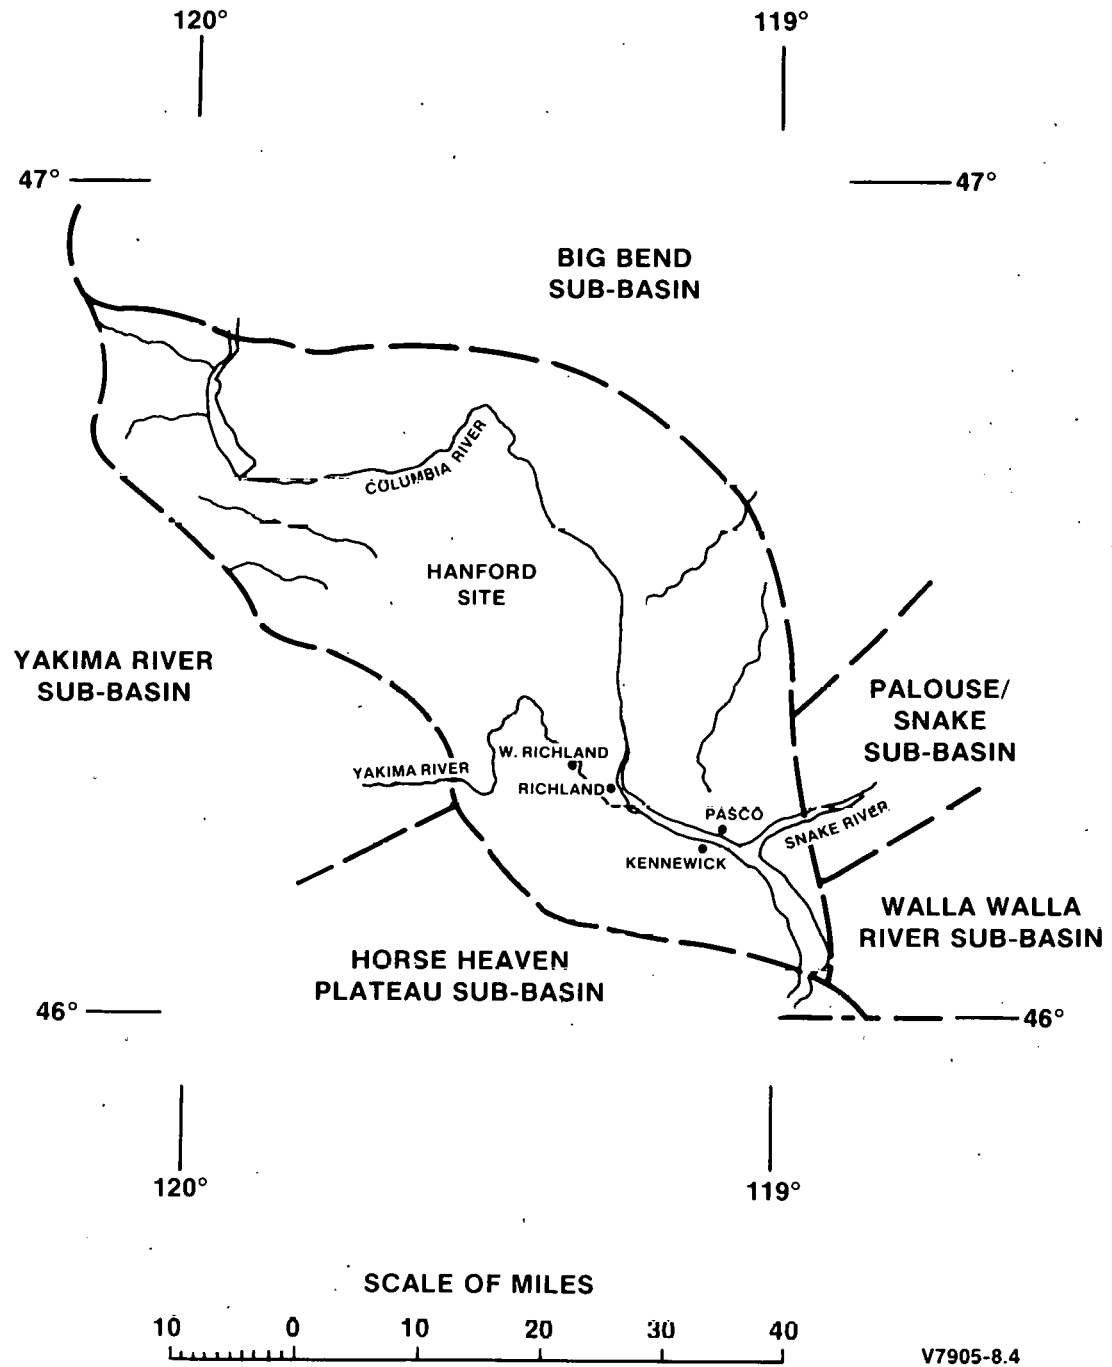 120° 119°
47° 47°
BIG BEND
SUB-BASIN
COLUMBIA RIVER
HANFORD
SITE
YAKIMA RIVER
SUB-BASIN
PALOUSE/
SNAKE
SUB-BASIN
W. RICHLAND
YAKIMA RIVER
RICHLAND
PASCO
SNAKE RIVER
KENNEWICK
WALLA WALLA
RIVER SUB-BASIN
HORSE HEAVEN
PLATEAU SUB-BASIN
46° 46°
120° 119°
SCALE OF MILES
10 0 10 20 30 40
V7905-8.4